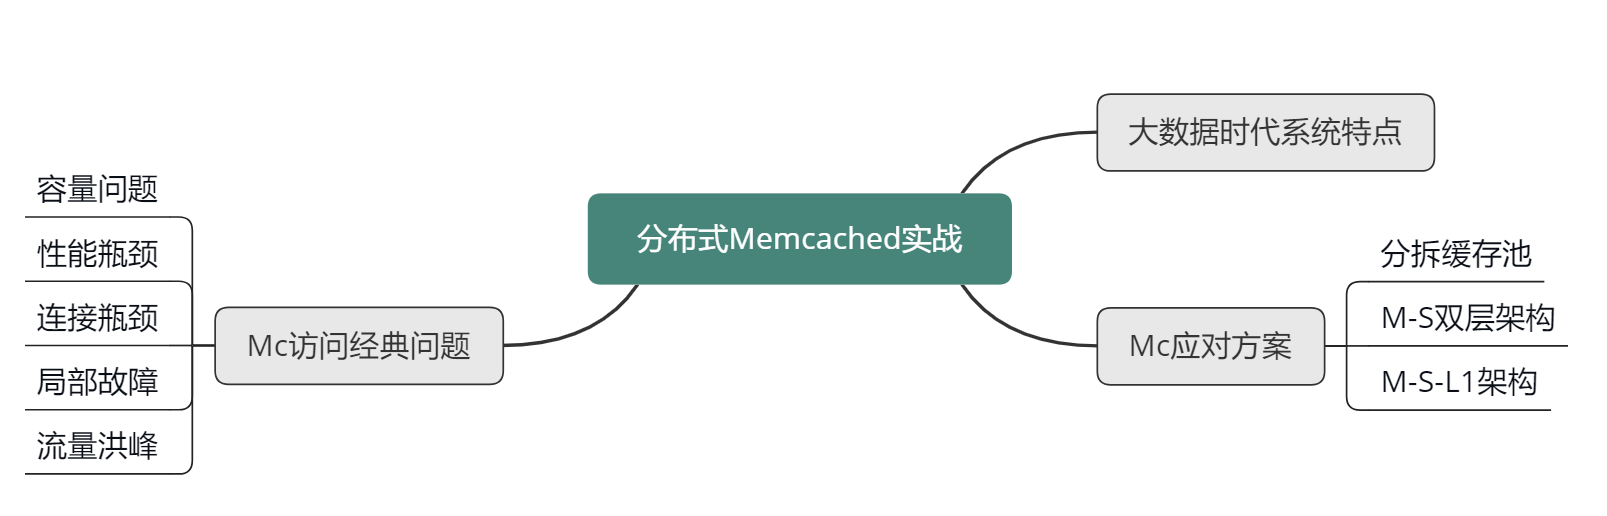 分布式Memcached实战
大数据时代系统特点
Mc应对方案
分拆缓存池
M-S双层架构
M-S-L1架构
Mc访问经典问题
容量问题
性能瓶颈
连接瓶颈
局部故障
流量洪峰